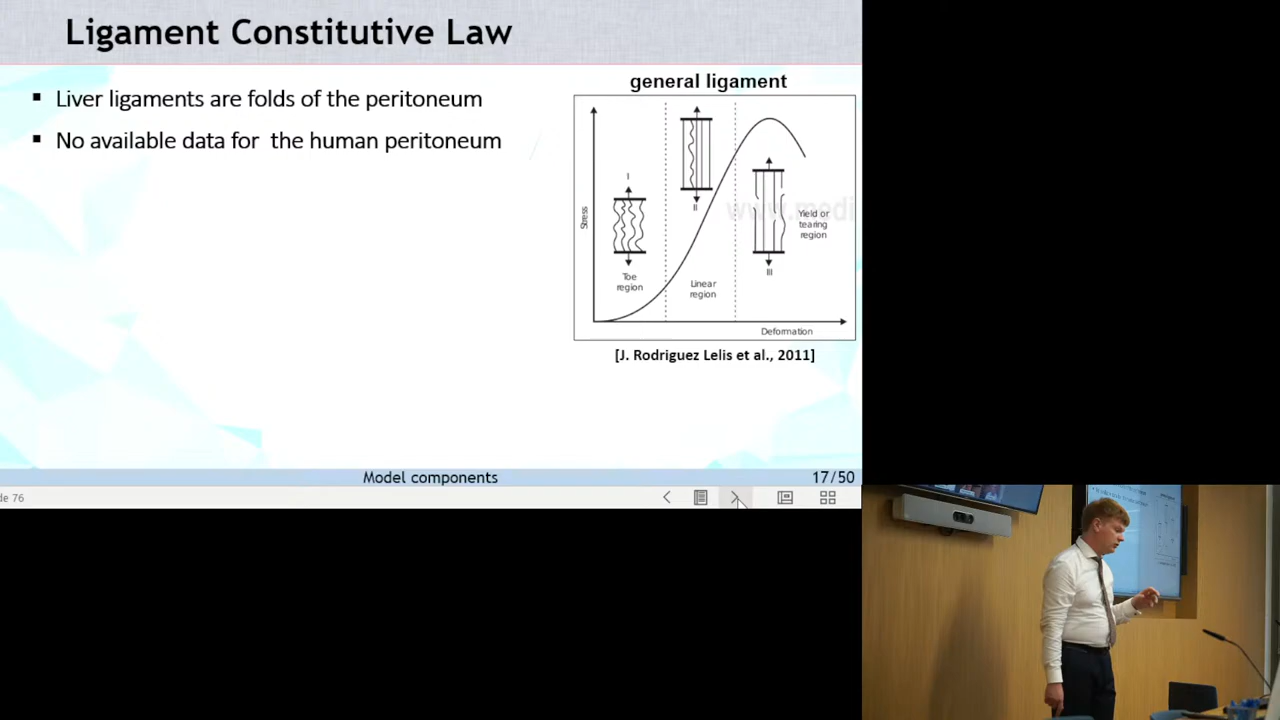 Ligament Constitutive Law
▪ Liver ligaments are folds of the peritoneum
▪ No available data for the human peritoneum
general ligament
Stress
I
Toe
region
II
Linear
region
www.medi
Yield or
tearing
region
III
Deformation
[J. Rodriguez Lelis et al., 2011]
Model components
17/50
de 76